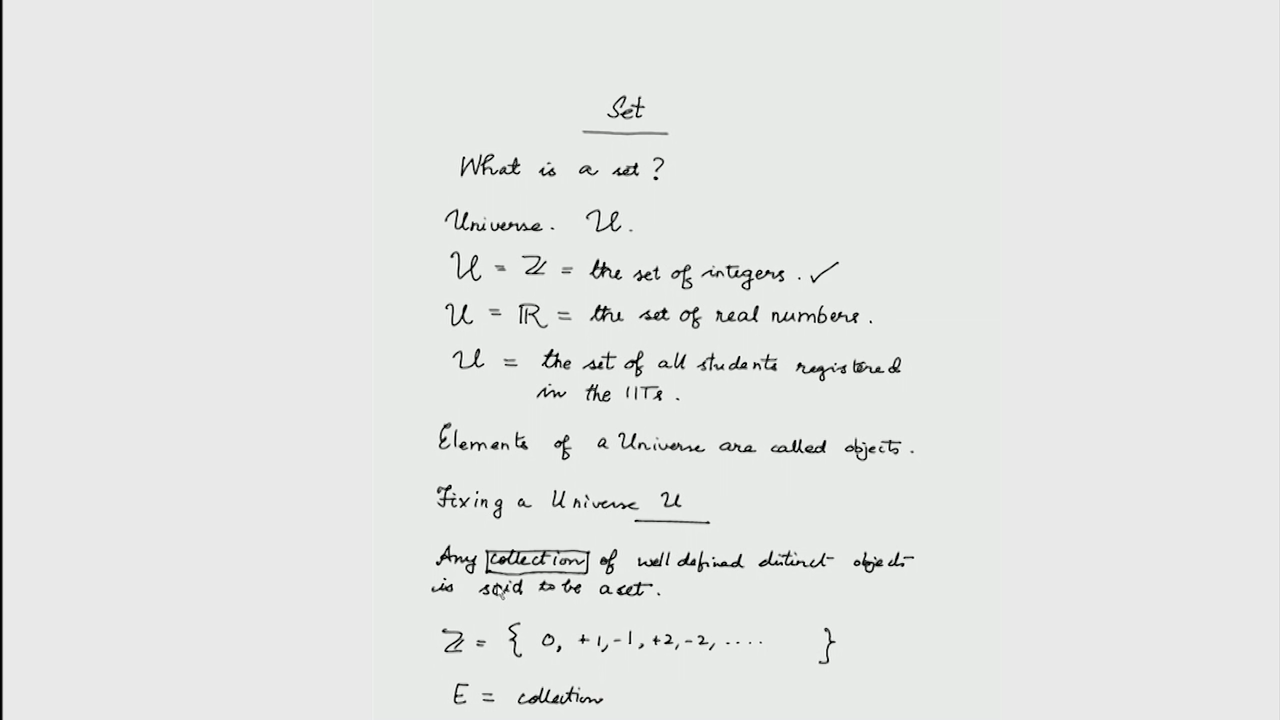 Set
What is a set?
Universe. U.
U = ℤ = the set of integers. ✓
U = ℝ = the set of real numbers.
U = the set of all students registered
in the IITs.
Elements of a Universe are called objects.
Fixing a Universe U
Any collection of well defined distinct objects
is said to be a set.
ℤ = { 0, +1, -1, +2, -2, .... }
E = collection